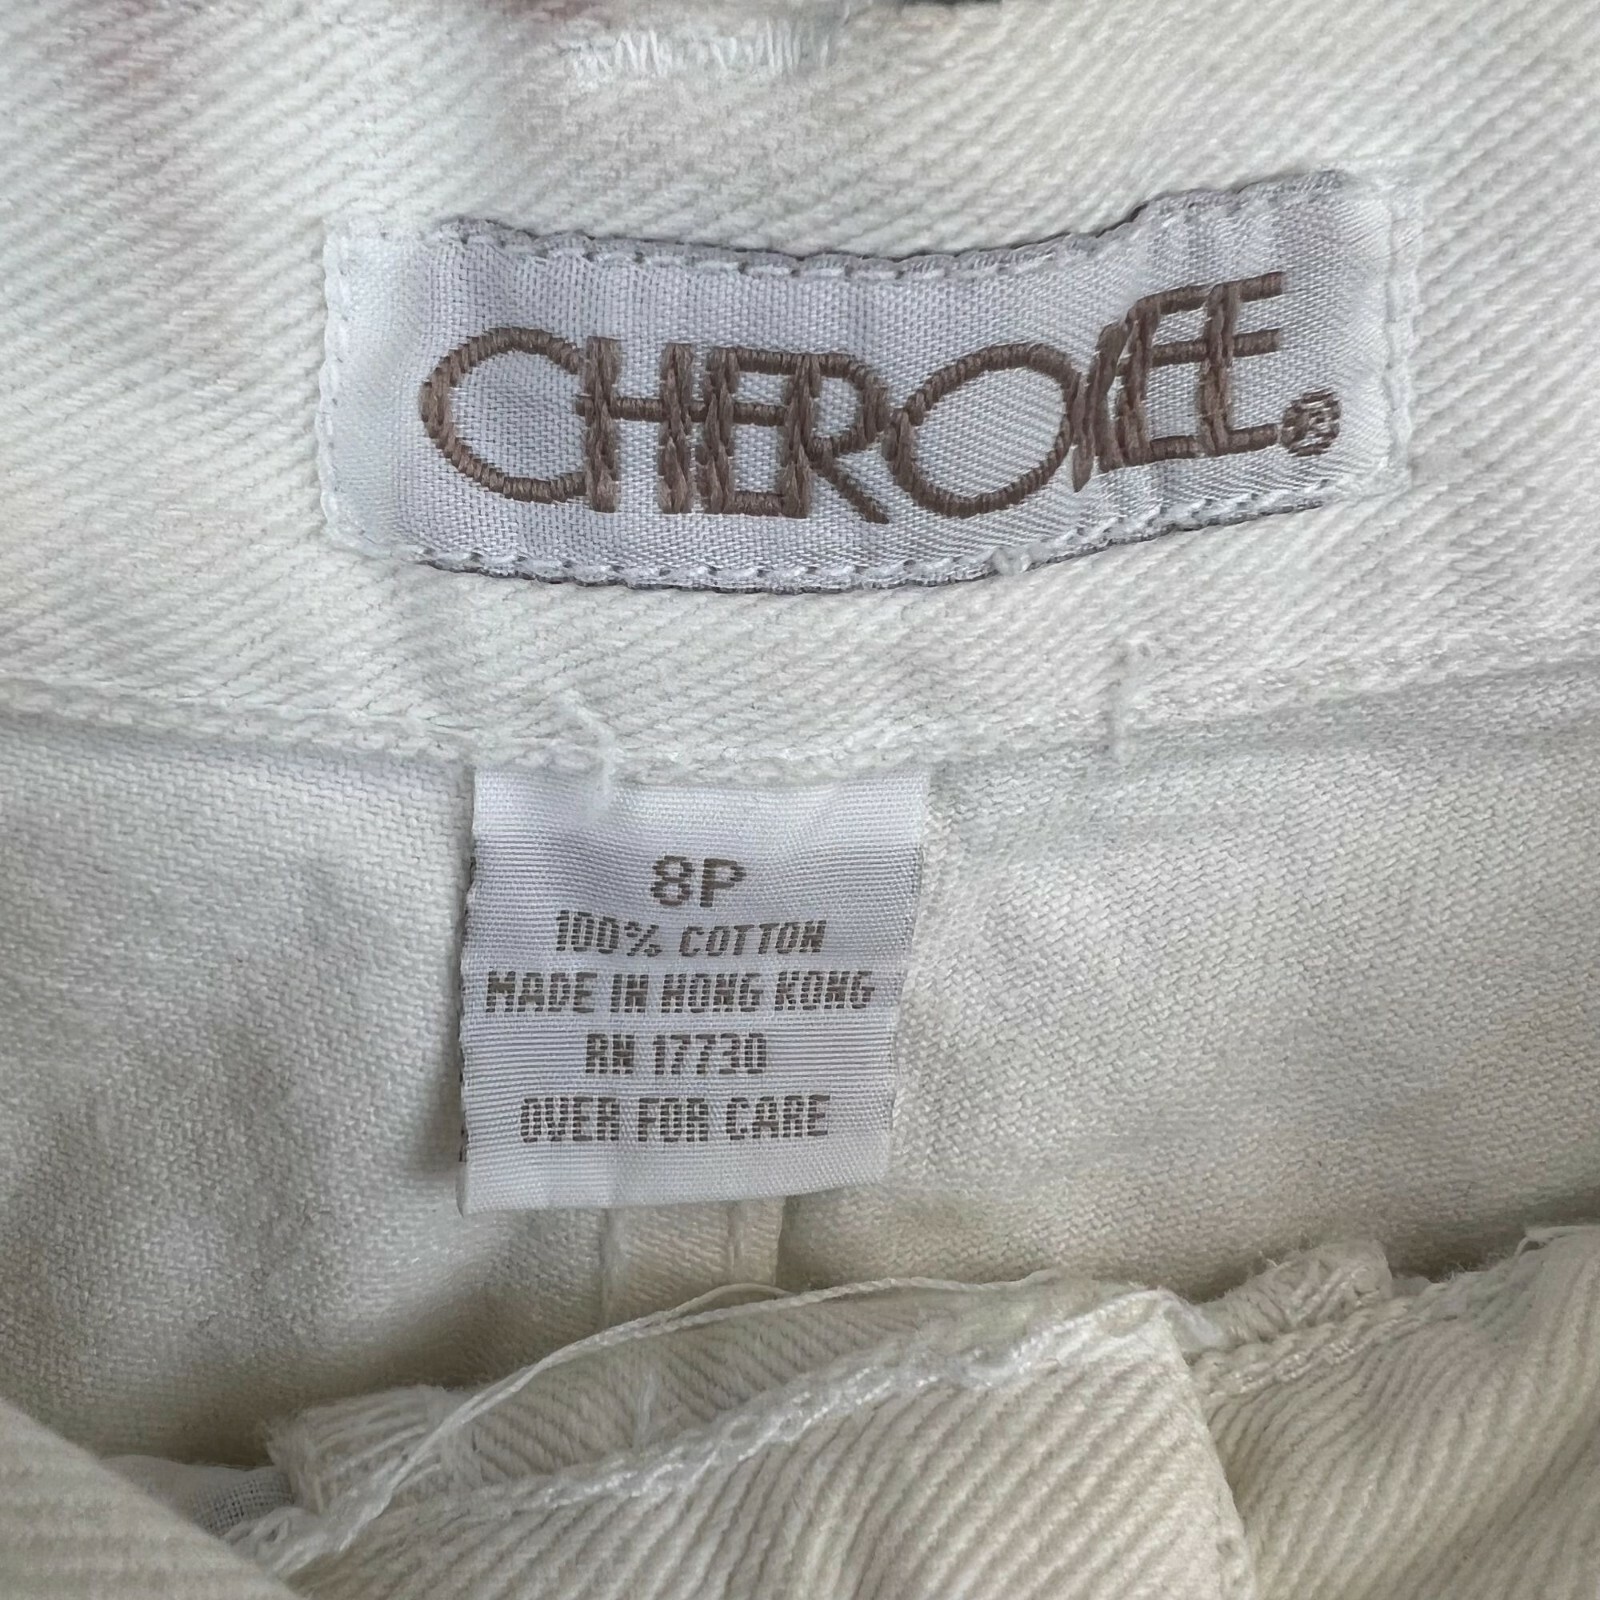 CHEROKEE®
8P
100% COTTON
MADE IN HONG KONG
RN 17730
OVER FOR CARE